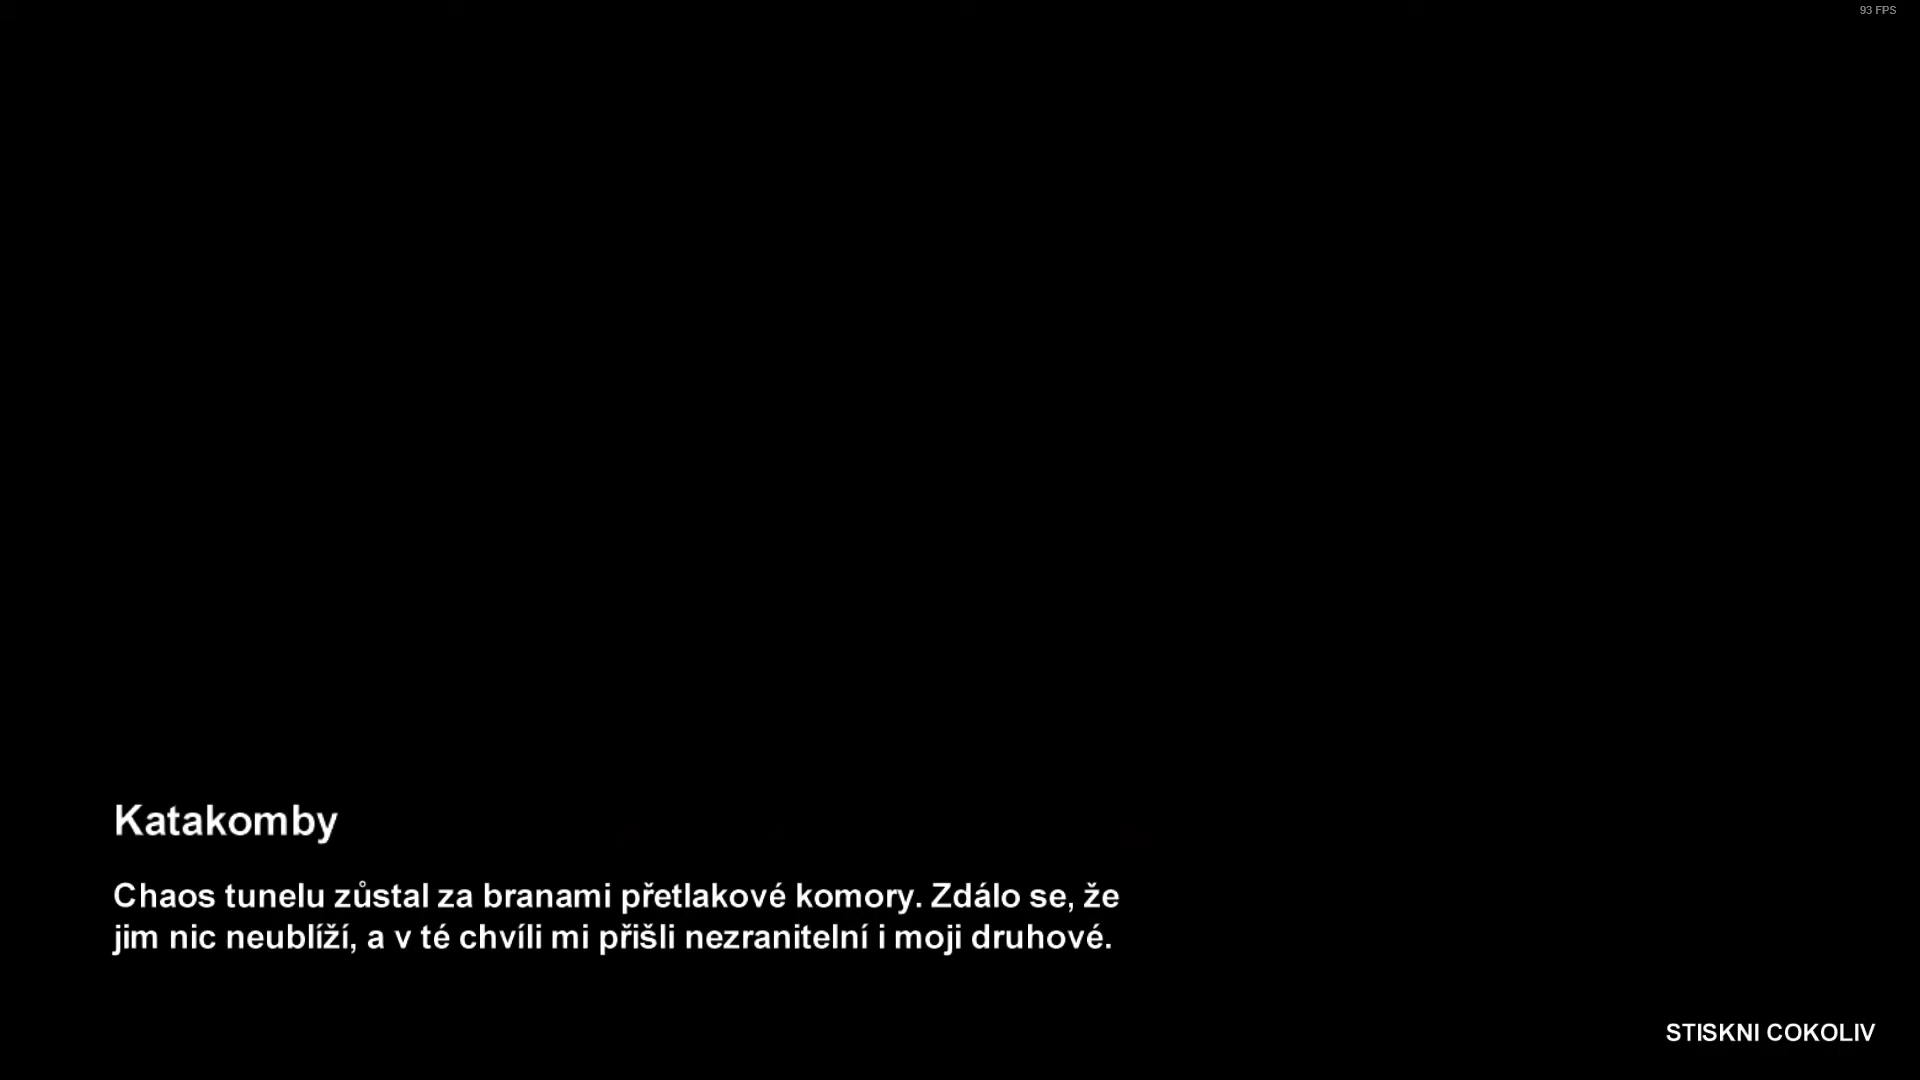 93 FPS
Katakomby
Chaos tunelu zůstal za branami přetlakové komory. Zdálo se, že
jim nic neublíží, a v té chvíli mi přišli nezranitelní i moji druhové.
STISKNI COKOLIV